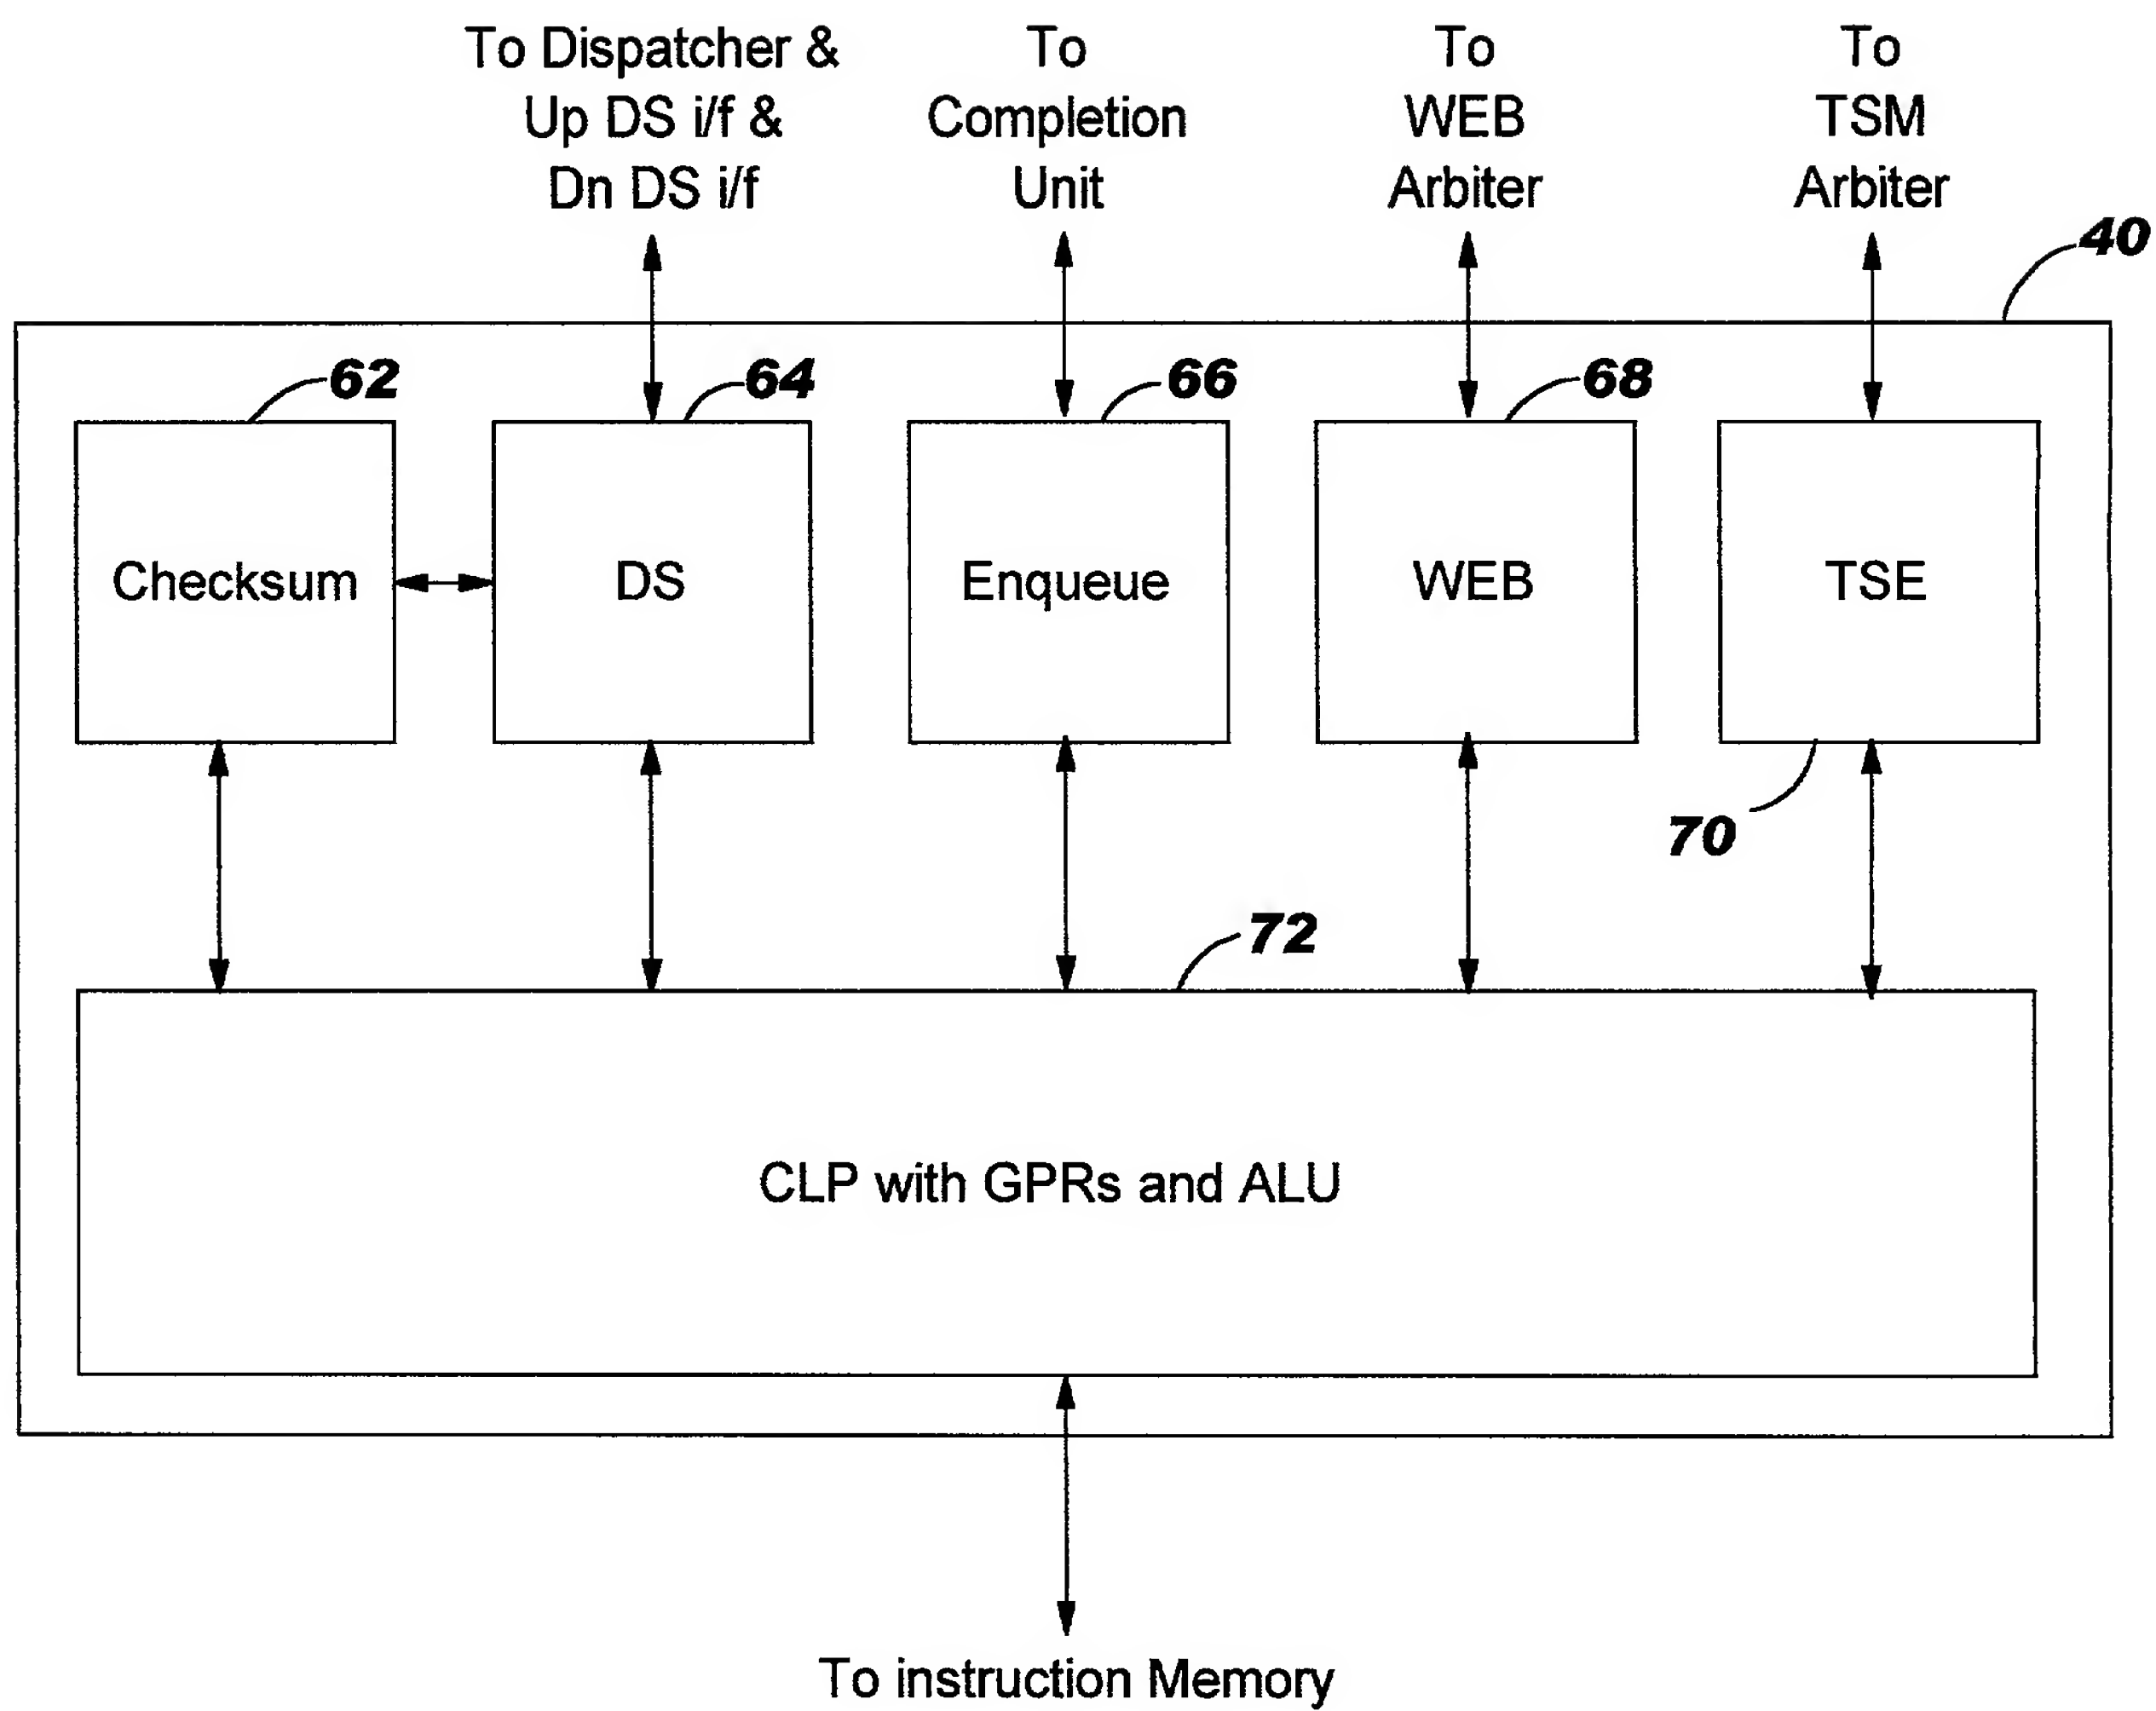 To Dispatcher &
Up DS i/f &
Dn DS i/f
To
Completion
Unit
To
WEB
Arbiter
To
TSM
Arbiter
40
62
64
66
68
Checksum
DS
Enqueue
WEB
TSE
70
72
CLP with GPRs and ALU
To instruction Memory